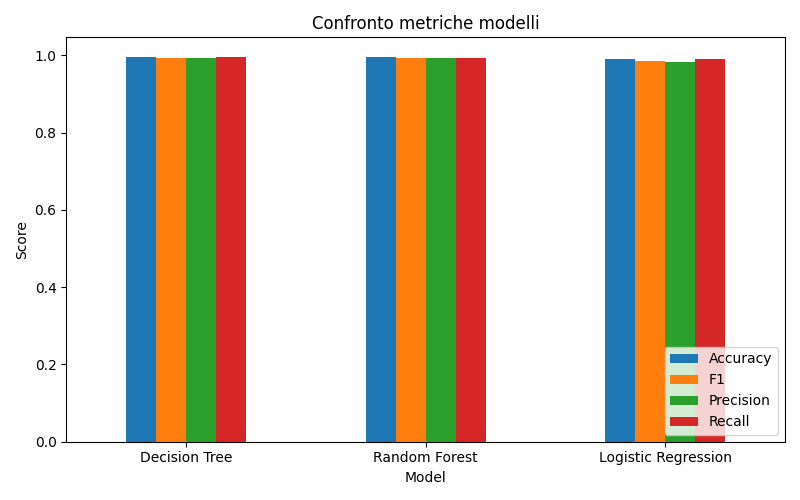 Confronto metriche modelli
1.0
0.8
0.6
0.4
0.2
0.0
Score
Accuracy
F1
Precision
Recall
Decision Tree
Random Forest
Logistic Regression
Model